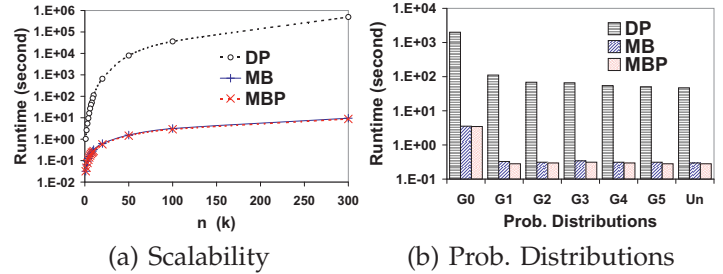 1.E+06
1.E+05
1.E+04
1.E+03
1.E+02
1.E+01
1.E+00
1.E-01
1.E-02
Runtime (second)
DP
MB
MBP
0 50 100 150 200 250 300
n (k)
(a) Scalability
1.E+04
1.E+03
1.E+02
1.E+01
1.E+00
1.E-01
Runtime (second)
DP
MB
MBP
G0 G1 G2 G3 G4 G5 Un
Prob. Distributions
(b) Prob. Distributions